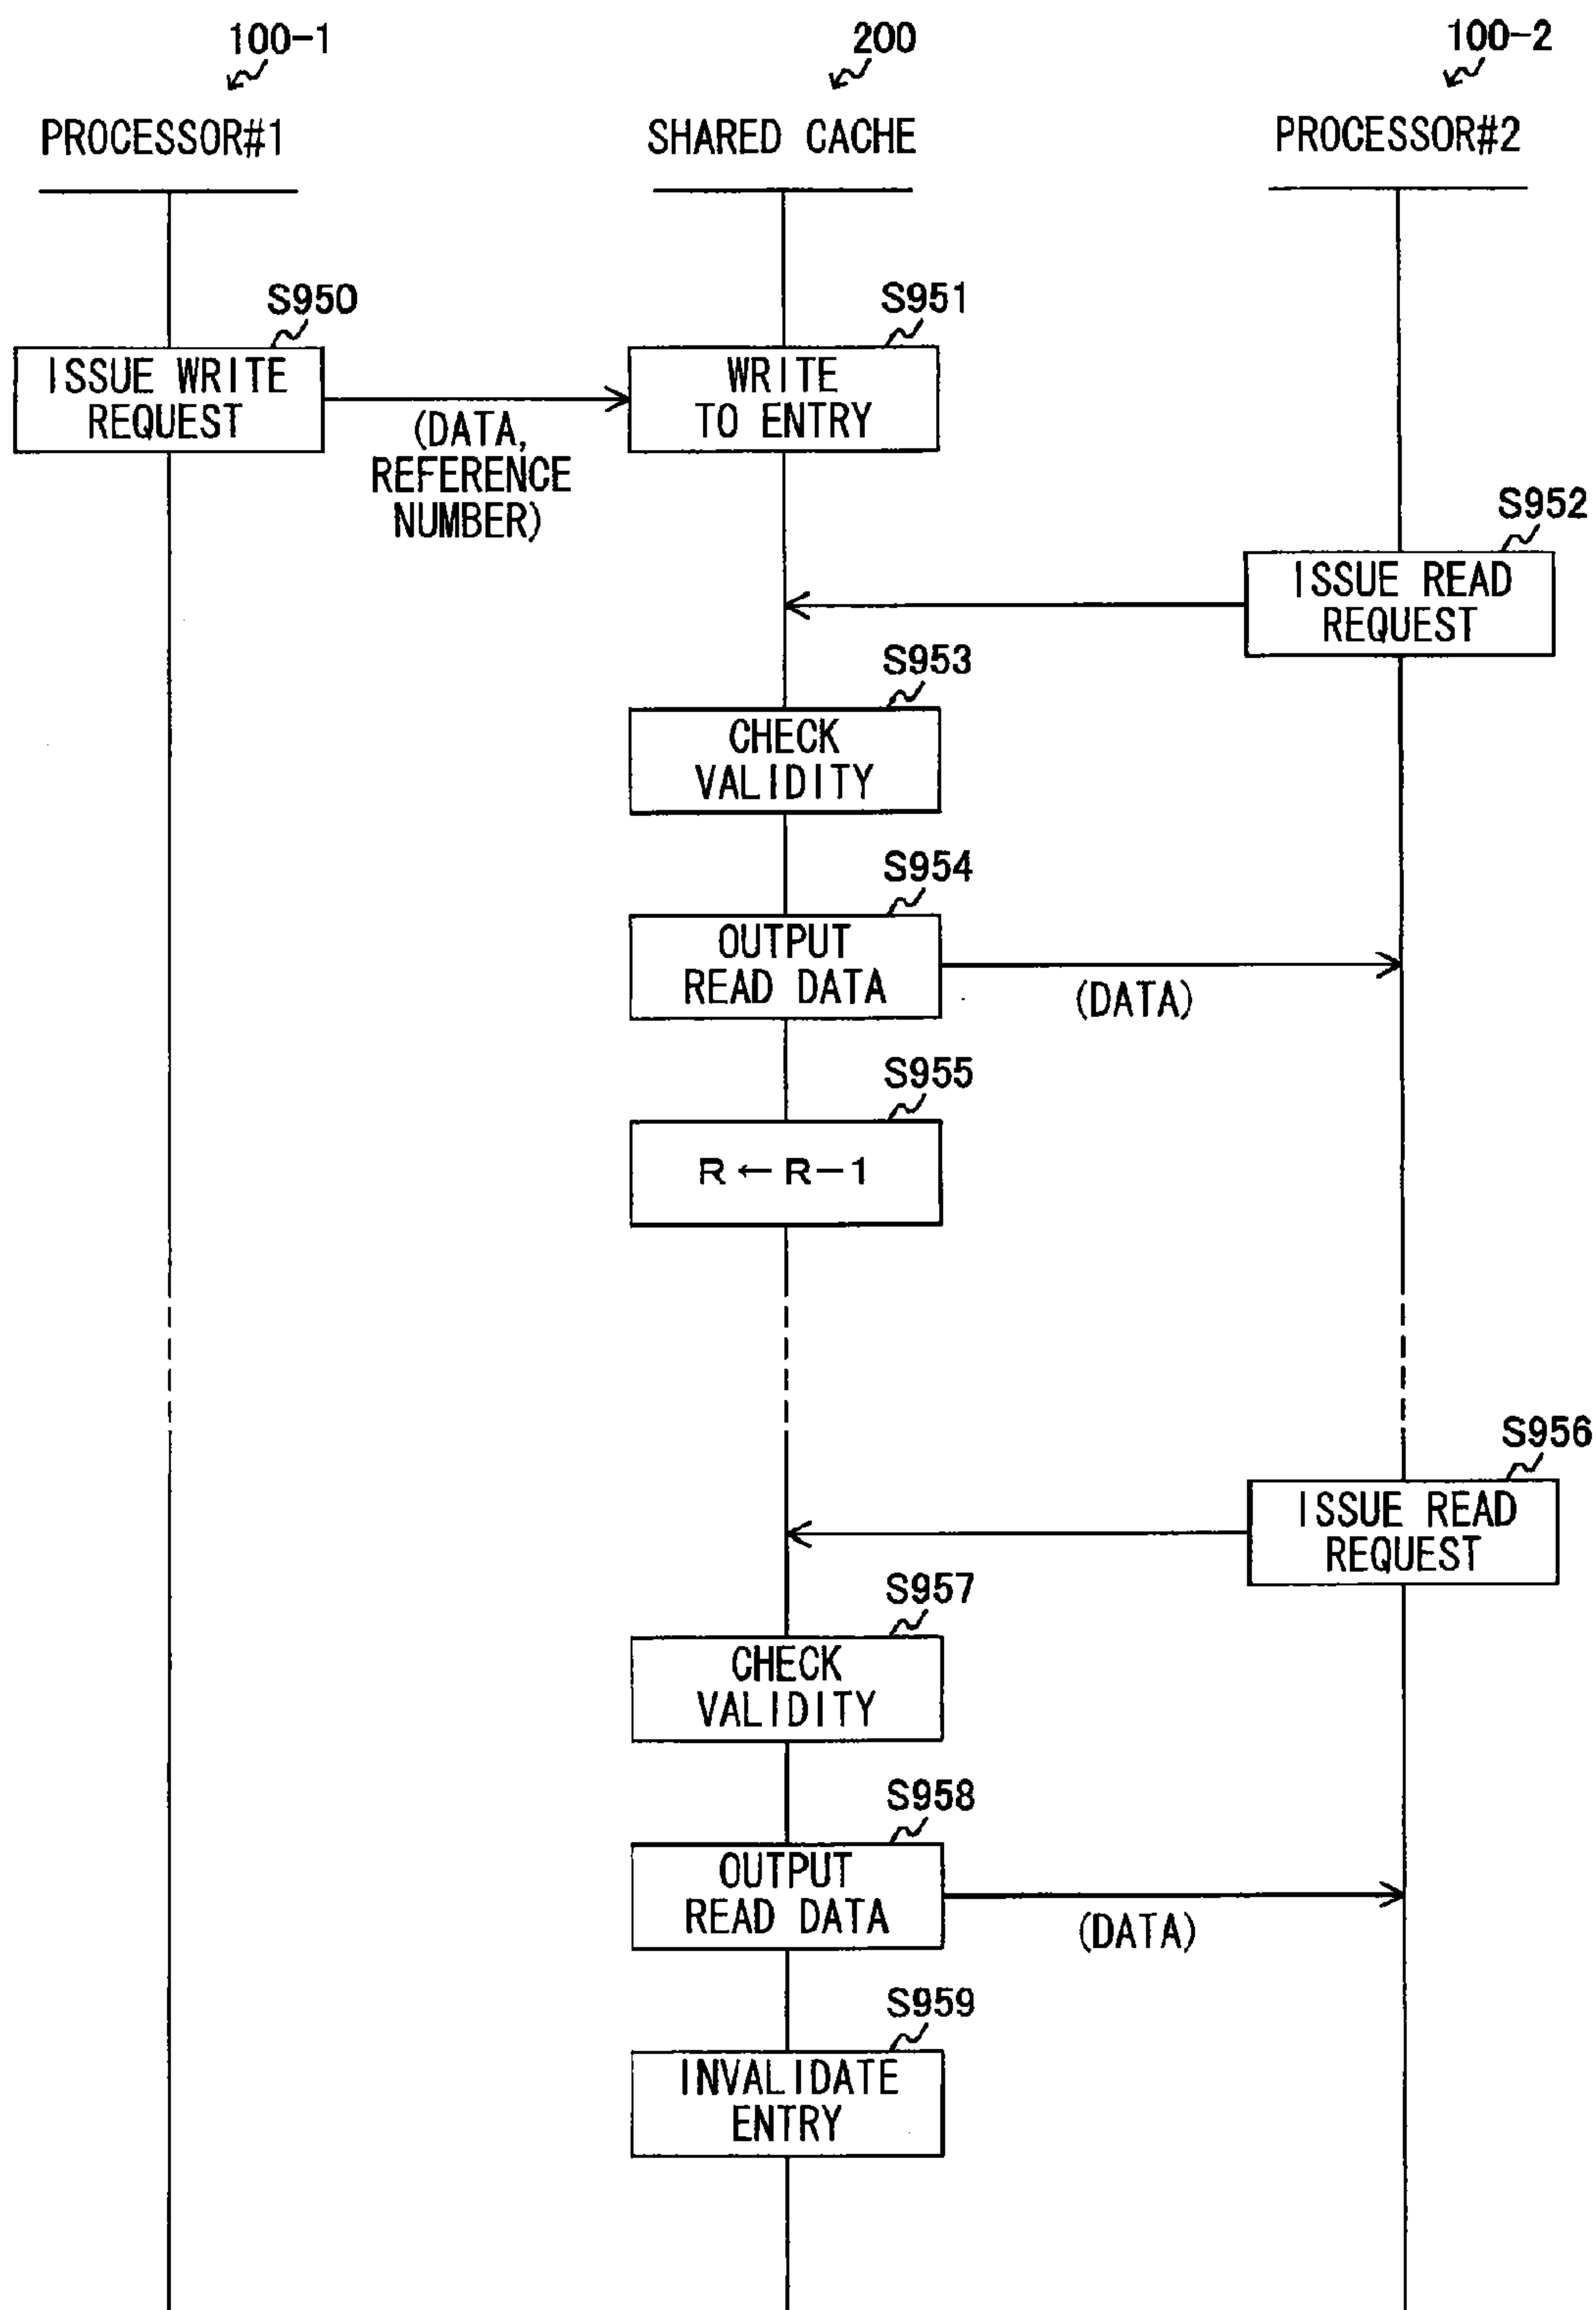 100-1
200
100-2
PROCESSOR#1
SHARED CACHE
PROCESSOR#2
S950
S951
ISSUE WRITE
REQUEST
(DATA,
REFERENCE
NUMBER)
WRITE
TO ENTRY
S952
ISSUE READ
REQUEST
S953
CHECK
VALIDITY
S954
OUTPUT
READ DATA
(DATA)
S955
R←R-1
S956
ISSUE READ
REQUEST
S957
CHECK
VALIDITY
S958
OUTPUT
READ DATA
(DATA)
S959
INVALIDATE
ENTRY